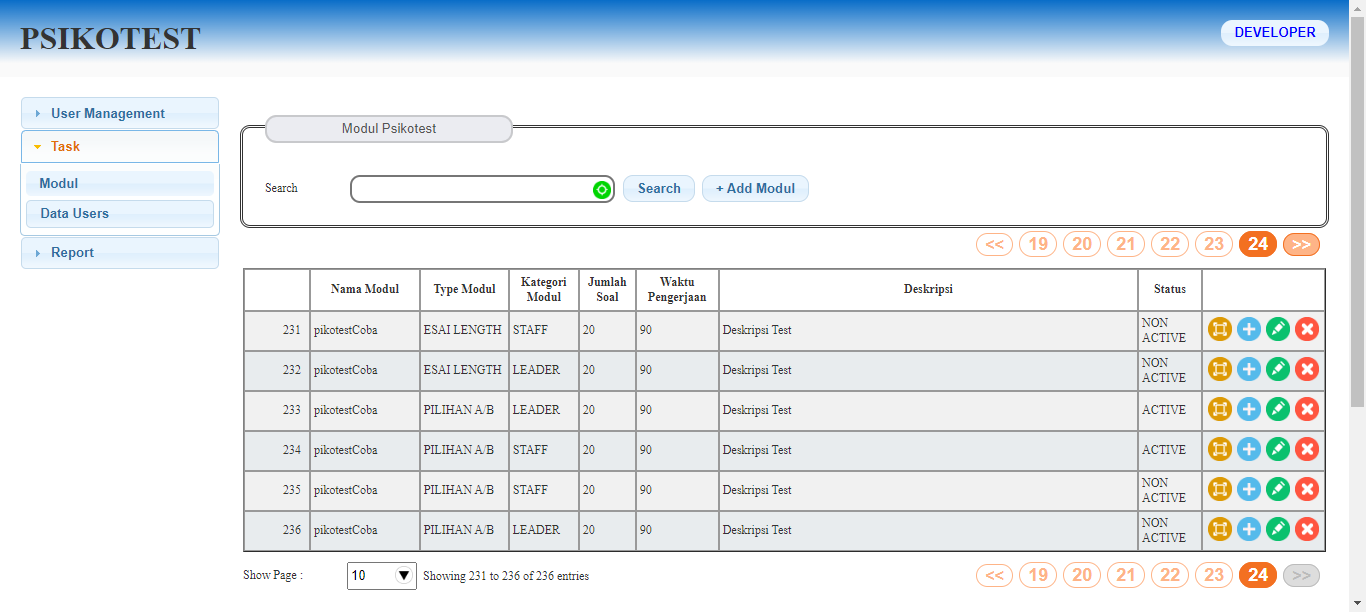 PSIKOTEST
DEVELOPER
User Management
Task
Modul
Data Users
Report
Modul Psikotest
Search
Search
+ Add Modul
<< 19 20 21 22 23 24 >>
Nama Modul Type Modul Kategori Modul Jumlah Soal Waktu Pengerjaan Deskripsi Status
231 pikotestCoba ESAI LENGTH STAFF 20 90 Deskripsi Test NON ACTIVE
232 pikotestCoba ESAI LENGTH LEADER 20 90 Deskripsi Test NON ACTIVE
233 pikotestCoba PILIHAN A/B LEADER 20 90 Deskripsi Test ACTIVE
234 pikotestCoba PILIHAN A/B STAFF 20 90 Deskripsi Test ACTIVE
235 pikotestCoba PILIHAN A/B STAFF 20 90 Deskripsi Test NON ACTIVE
236 pikotestCoba PILIHAN A/B LEADER 20 90 Deskripsi Test NON ACTIVE
Show Page : 10 Showing 231 to 236 of 236 entries
<< 19 20 21 22 23 24 >>